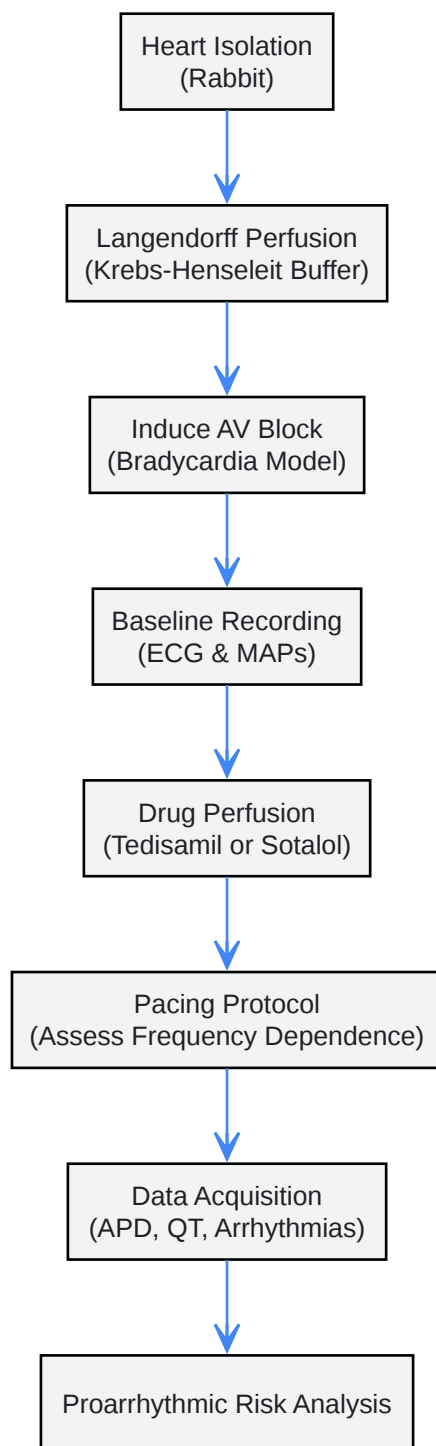 Heart Isolation
(Rabbit)
Langendorff Perfusion
(Krebs-Henseleit Buffer)
Induce AV Block
(Bradycardia Model)
Baseline Recording
(ECG & MAPs)
Drug Perfusion
(Tedisamil or Sotalol)
Pacing Protocol
(Assess Frequency Dependence)
Data Acquisition
(APD, QT, Arrhythmias)
Proarrhythmic Risk Analysis